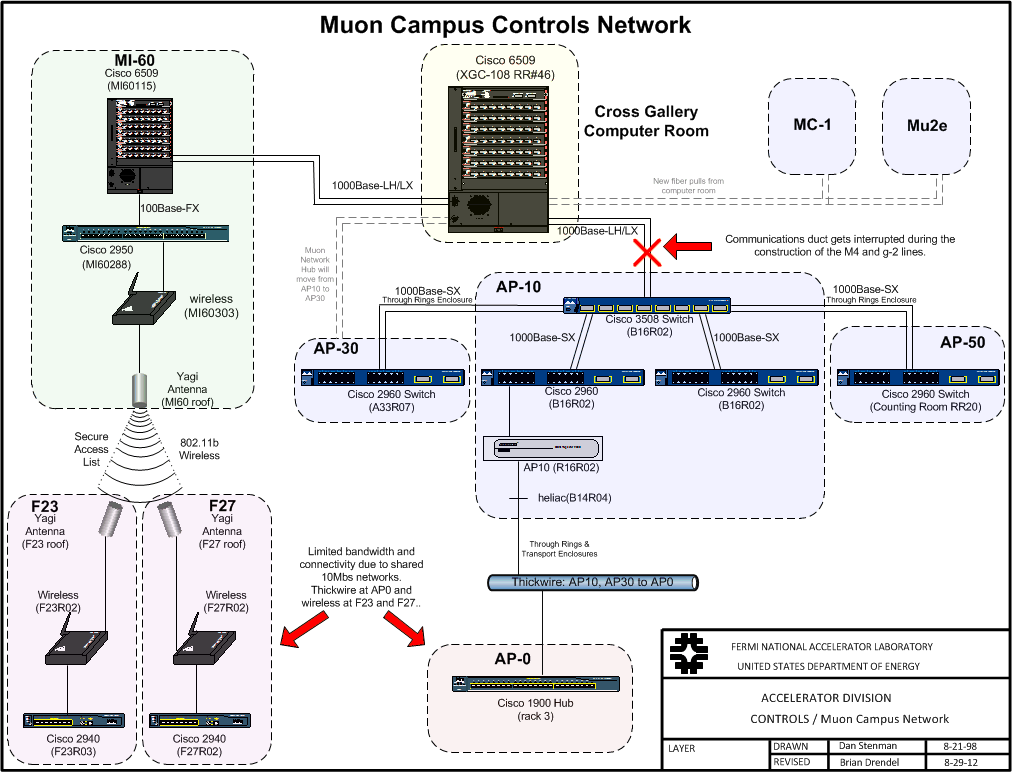 Muon Campus Controls Network
MI-60
Cisco 6509
(MI60115)
100Base-FX
Cisco 2950
(MI60288)
wireless
(MI60303)
Yagi
Antenna
(MI60 roof)
Secure
Access
List
802.11b
Wireless
F23
Yagi
Antenna
(F23 roof)
Wireless
(F23R02)
Cisco 2940
(F23R03)
F27
Yagi
Antenna
(F27 roof)
Wireless
(F27R02)
Cisco 2940
(F27R02)
Cisco 6509
(XGC-108 RR#46)
Cross Gallery
Computer Room
1000Base-LH/LX
1000Base-LH/LX
MC-1
Mu2e
New fiber pulls from
computer room
Communications duct gets interrupted during the
construction of the M4 and g-2 lines.
Muon
Network
Hub will
move from
AP10 to
AP30
AP-10
1000Base-SX
Through Rings Enclosure
1000Base-SX
Through Rings Enclosure
Cisco 3508 Switch
(B16R02)
1000Base-SX
1000Base-SX
AP-30
Cisco 2960 Switch
(A33R07)
Cisco 2960
(B16R02)
Cisco 2960 Switch
(B16R02)
AP-50
Cisco 2960 Switch
(Counting Room RR20)
AP10 (R16R02)
heliac(B14R04)
Through Rings &
Transport Enclosures
Thickwire: AP10, AP30 to AP0
Limited bandwidth and
connectivity due to shared
10Mbs networks.
Thickwire at AP0 and
wireless at F23 and F27..
AP-0
Cisco 1900 Hub
(rack 3)
FERMI NATIONAL ACCELERATOR LABORATORY
UNITED STATES DEPARTMENT OF ENERGY
ACCELERATOR DIVISION
CONTROLS / Muon Campus Network
LAYER
DRAWN Dan Stenman 8-21-98
REVISED Brian Drendel 8-29-12